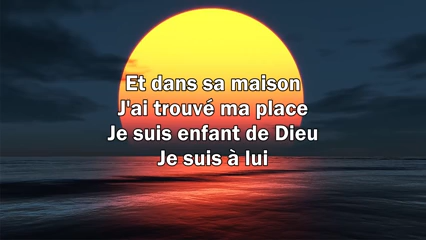 Et dans sa maison
J'ai trouvé ma place
Je suis enfant de Dieu
Je suis à lui